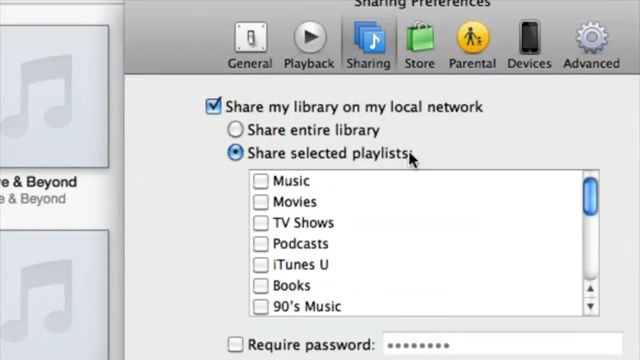 Sharing Preferences
General Playback Sharing Store Parental Devices Advanced
Share my library on my local network
Share entire library
Share selected playlists:
Music
Movies
TV Shows
Podcasts
iTunes U
Books
90's Music
Require password: ••••••••
e & Beyond
e & Beyond